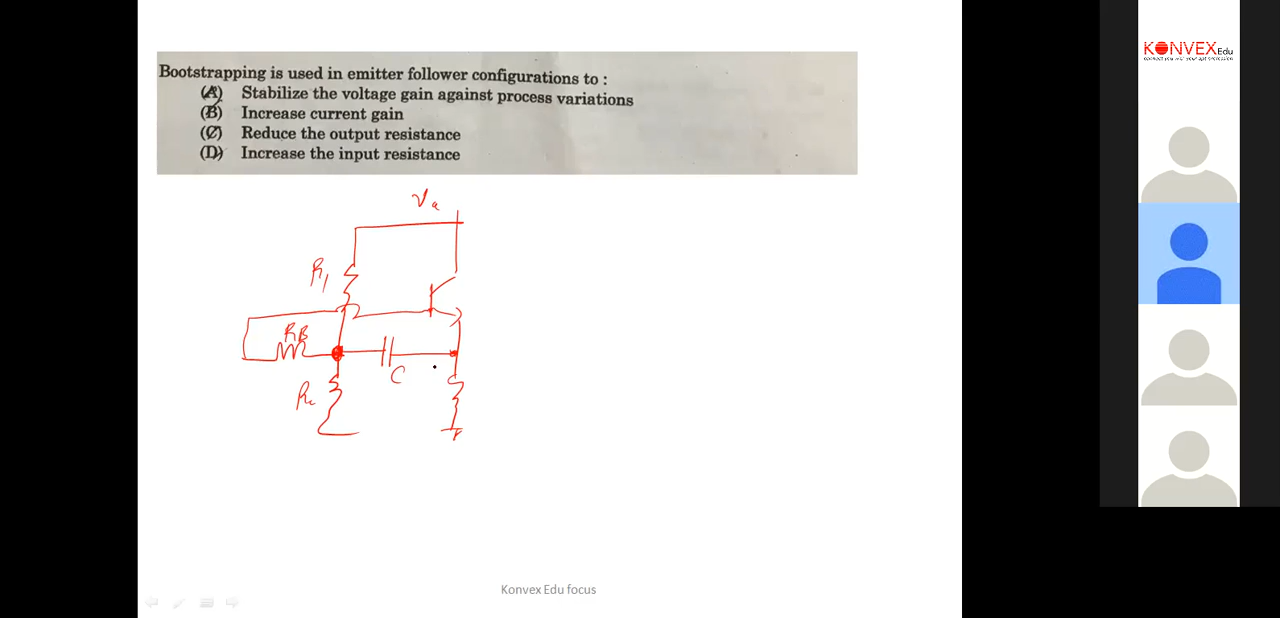 KONVEX Edu
Bootstrapping is used in emitter follower configurations to :
(A) Stabilize the voltage gain against process variations
(B) Increase current gain
(C) Reduce the output resistance
(D) Increase the input resistance
R1
RB
C
Konvex Edu focus